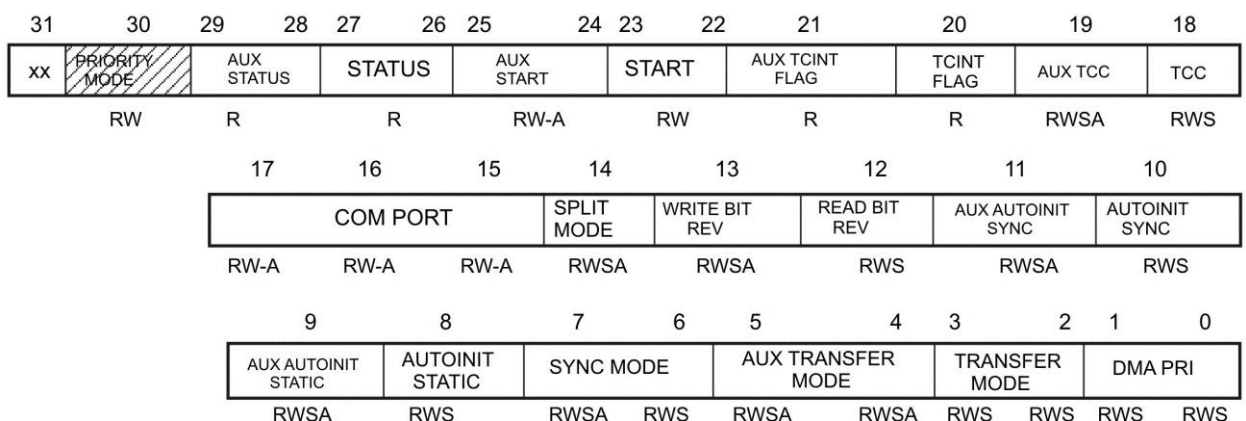 31 30 29 28 27 26 25 24 23 22 21 20 19 18
xx PRIORITY MODE AUX STATUS STATUS AUX START START AUX TCINT FLAG TCINT FLAG AUX TCC TCC
RW R R RW-A RW R R RWSA RWS
17 16 15 14 13 12 11 10
COM PORT SPLIT MODE WRITE BIT REV READ BIT REV AUX AUTOINIT SYNC AUTOINIT SYNC
RW-A RW-A RW-A RWSA RWSA RWS RWSA RWS
9 8 7 6 5 4 3 2 1 0
AUX AUTOINIT STATIC AUTOINIT STATIC SYNC MODE AUX TRANSFER MODE TRANSFER MODE DMA PRI
RWSA RWS RWSA RWS RWSA RWSA RWS RWS RWS RWS